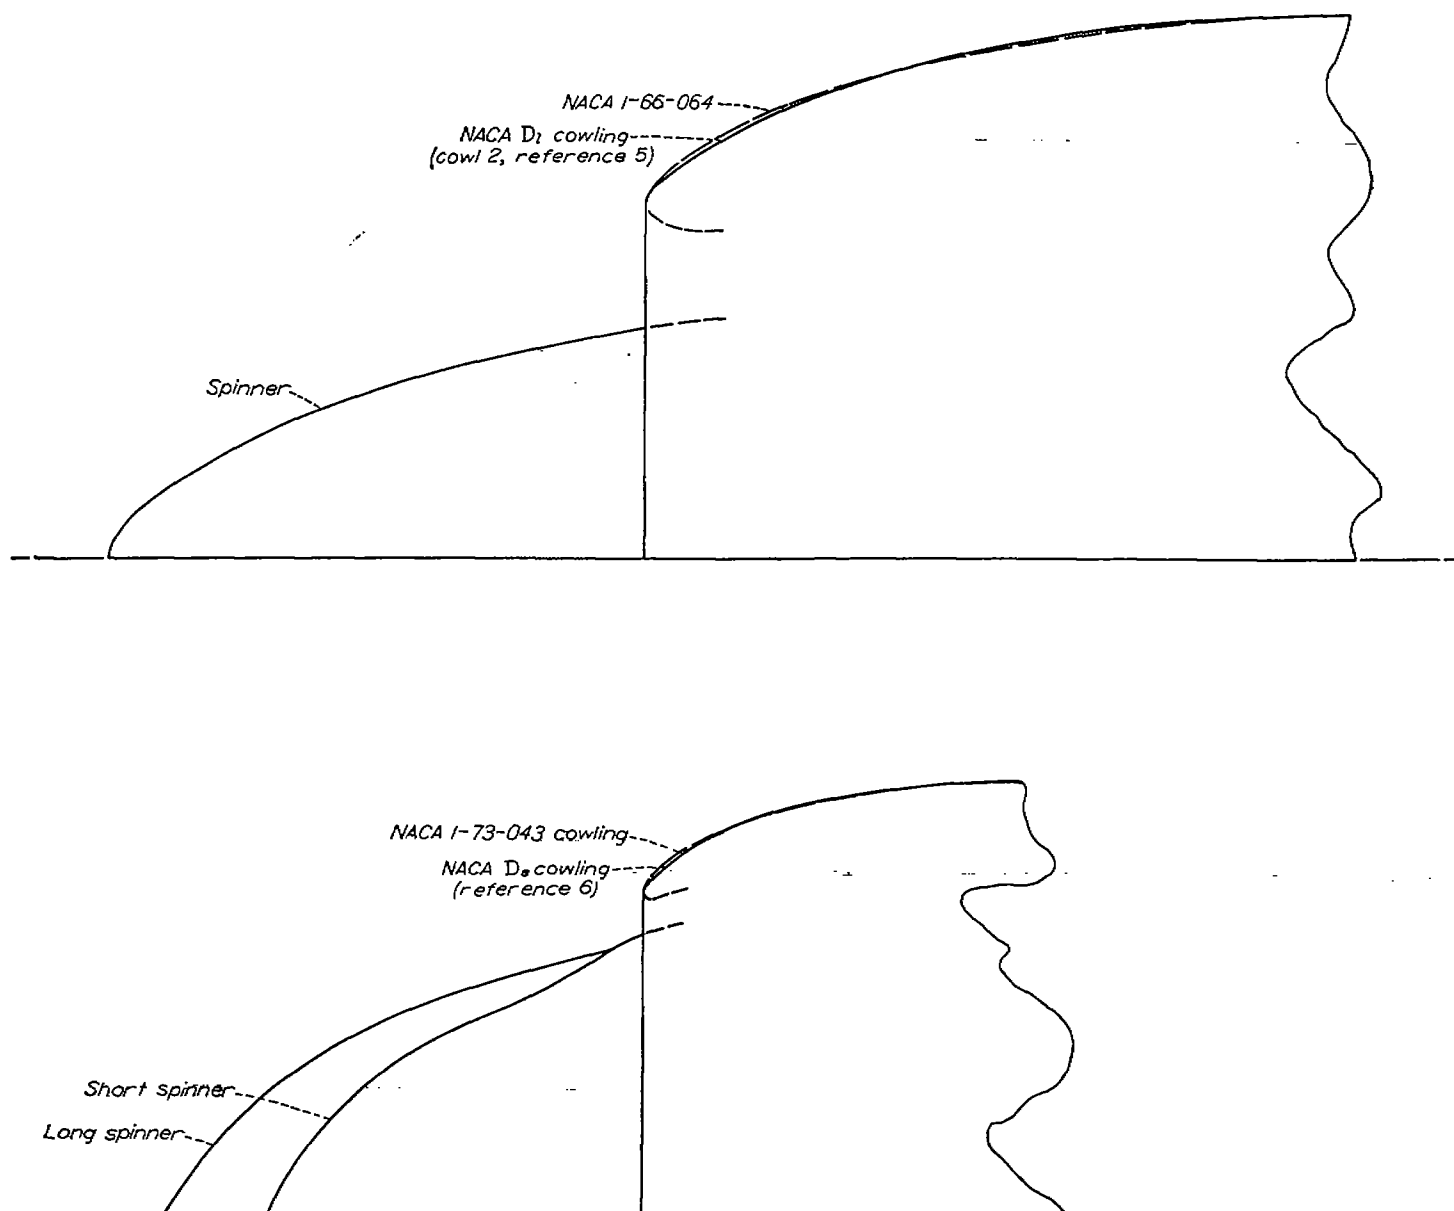 NACA 1-66-064
NACA D₂ cowling
(cowl 2, reference 5)
Spinner
NACA 1-73-043 cowling
NACA Dₛ cowling
(reference 6)
Short spinner
Long spinner